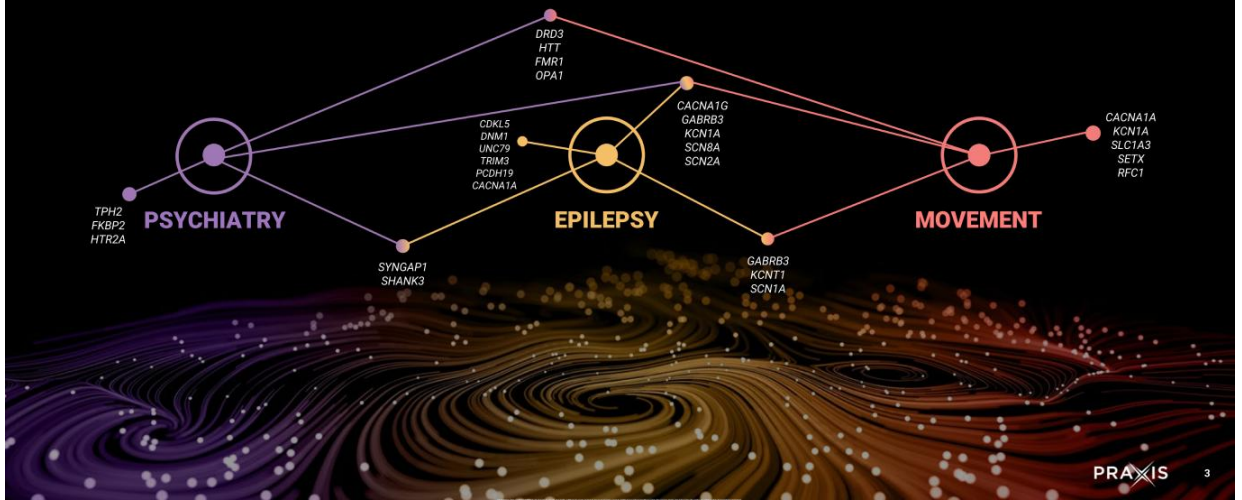 DRD3
HTT
FMR1
OPA1
CACNA1G
GABRB3
KCN1A
SCN8A
SCN2A
CDKL5
DNM1
UNC79
TRIM3
PCDH19
CACNA1A
CACNA1A
KCN1A
SLC1A3
SETX
RFC1
TPH2
FKBP2
HTR2A
PSYCHIATRY
EPILEPSY
MOVEMENT
SYNGAP1
SHANK3
GABRB3
KCNT1
SCN1A
PRAXIS
3